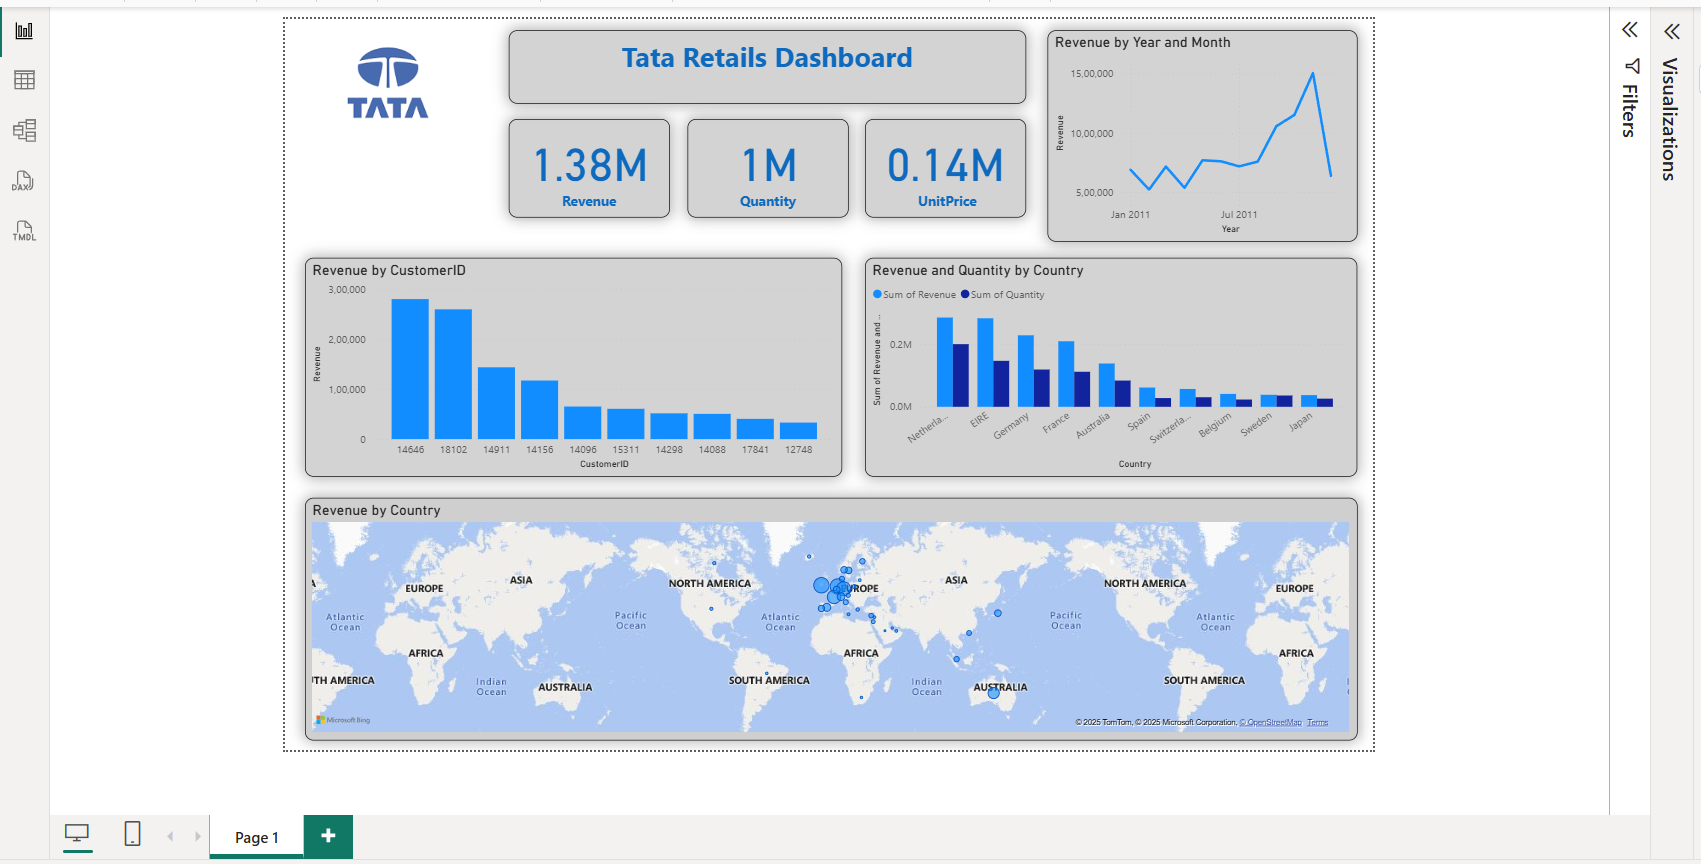 DAX
TMDL
TATA
Tata Retails Dashboard
1.38M
Revenue
1M
Quantity
0.14M
UnitPrice
Revenue by Year and Month
15,00,000
10,00,000
5,00,000
Revenue
Jan 2011
Jul 2011
Year
Revenue by CustomerID
3,00,000
2,00,000
1,00,000
0
Revenue
14646 18102 14911 14156 14096 15311 14298 14088 17841 12748
CustomerID
Revenue and Quantity by Country
Sum of Revenue Sum of Quantity
Sum of Revenue and ...
0.2M
0.0M
Netherla... EIRE Germany France Australia Spain Switzerla... Belgium Sweden Japan
Country
Revenue by Country
A EUROPE ASIA NORTH AMERICA EUROPE ASIA NORTH AMERICA EUROPE
Atlantic
Ocean
Pacific
Ocean
Atlantic
Ocean
Pacific
Ocean
Atlantic
Ocean
AFRICA AFRICA AFRICA
TH AMERICA
Indian
Ocean
AUSTRALIA
SOUTH AMERICA
Indian
Ocean
AUSTRALIA
SOUTH AMERICA
Microsoft Bing
© 2025 TomTom, © 2025 Microsoft Corporation, © OpenStreetMap Terms
Filters
Visualizations
Page 1